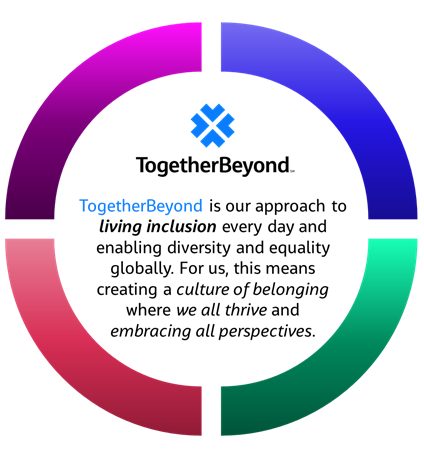 TogetherBeyond™
TogetherBeyond is our approach to
living inclusion every day and
enabling diversity and equality
globally. For us, this means
creating a culture of belonging
where we all thrive and
embracing all perspectives.